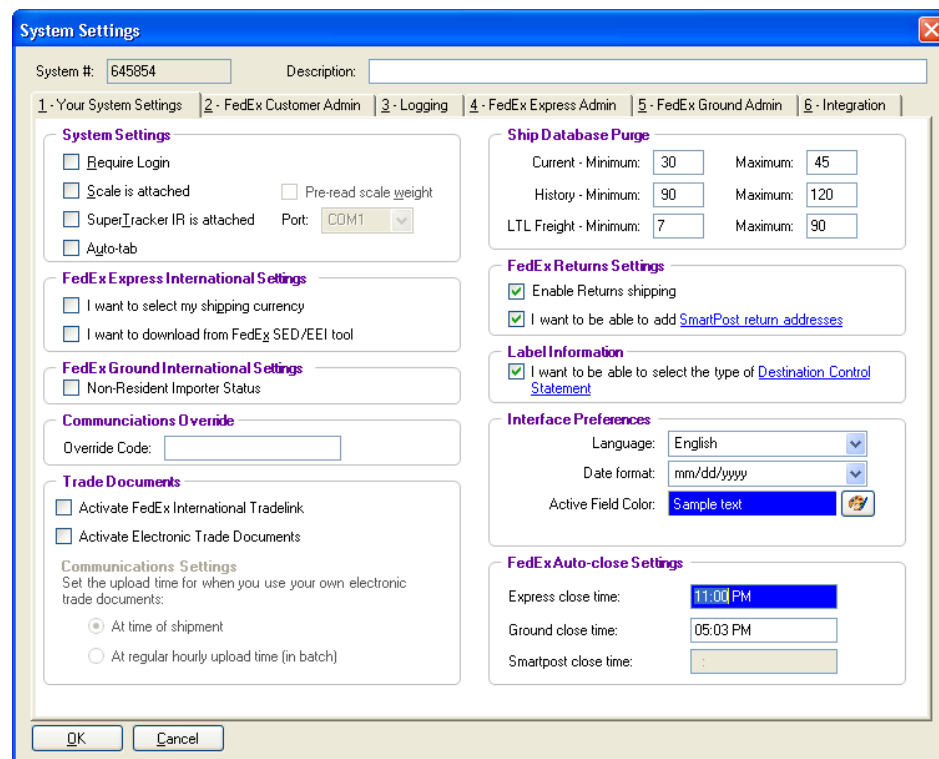 System Settings
System #: 645854 Description:
1 - Your System Settings 2 - FedEx Customer Admin 3 - Logging 4 - FedEx Express Admin 5 - FedEx Ground Admin 6 - Integration
System Settings
Require Login
Scale is attached Pre-read scale weight
SuperTracker IR is attached Port: COM1
Auto-tab
FedEx Express International Settings
I want to select my shipping currency
I want to download from FedEx SED/EEI tool
FedEx Ground International Settings
Non-Resident Importer Status
Communciations Override
Override Code:
Trade Documents
Activate FedEx International Tradelink
Activate Electronic Trade Documents
Communications Settings
Set the upload time for when you use your own electronic
trade documents:
At time of shipment
At regular hourly upload time (in batch)
Ship Database Purge
Current - Minimum: 30 Maximum: 45
History - Minimum: 90 Maximum: 120
LTL Freight - Minimum: 7 Maximum: 90
FedEx Returns Settings
Enable Returns shipping
I want to be able to add SmartPost return addresses
Label Information
I want to be able to select the type of Destination Control
Statement
Interface Preferences
Language: English
Date format: mm/dd/yyyy
Active Field Color: Sample text
FedEx Auto-close Settings
Express close time: 11:00 PM
Ground close time: 05:03 PM
Smartpost close time: :
OK Cancel